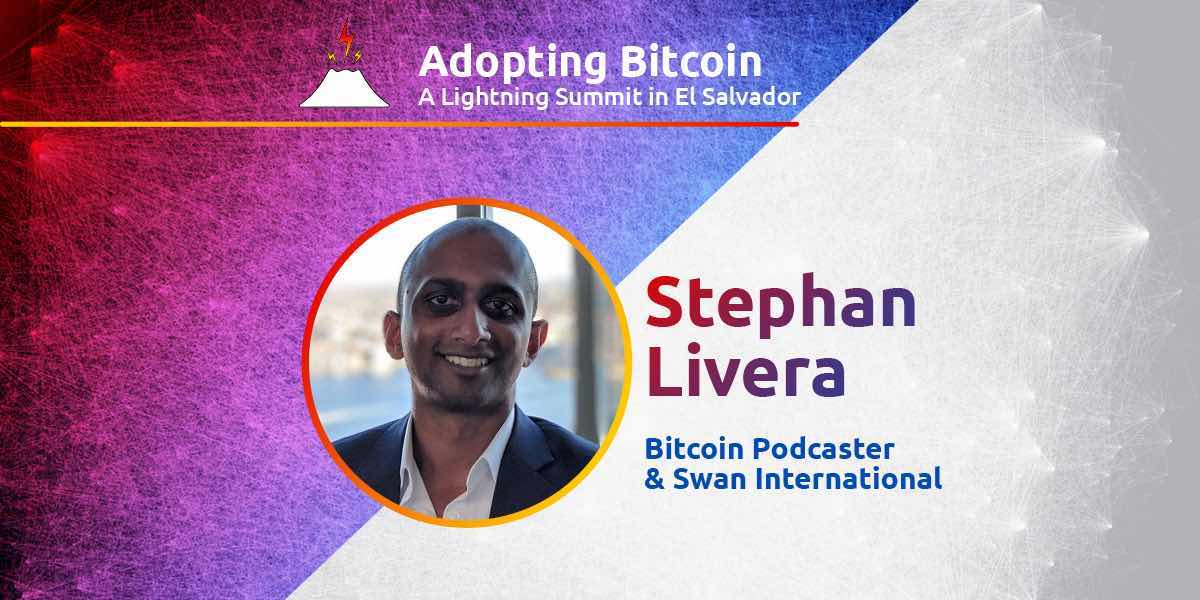 Adopting Bitcoin
A Lightning Summit in El Salvador
Stephan
Livera
Bitcoin Podcaster
& Swan International